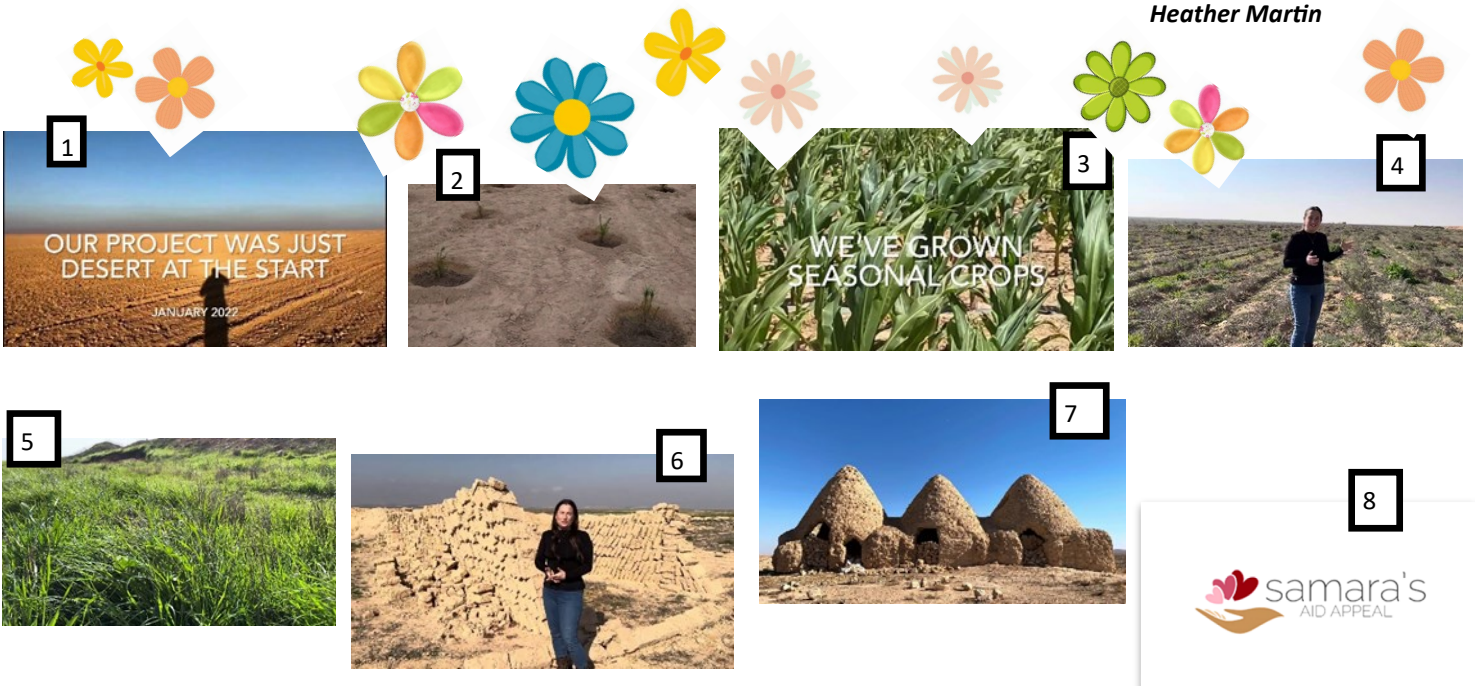 Heather Martin
1
OUR PROJECT WAS JUST
DESERT AT THE START
JANUARY 2022
2
3
WE'VE GROWN
SEASONAL CROPS
4
5
6
7
8
samara's
AID APPEAL